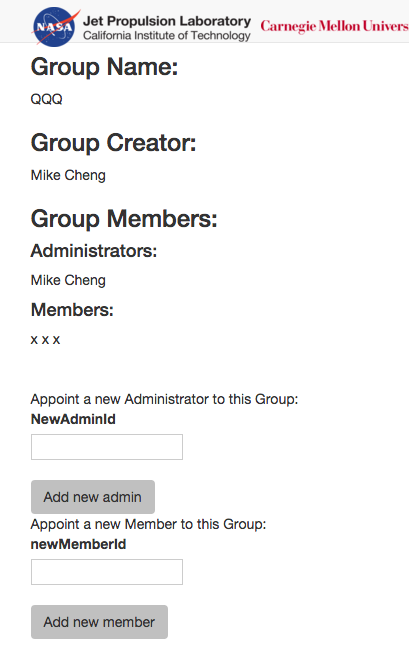 NASA
Jet Propulsion Laboratory
California Institute of Technology
Carnegie Mellon Univers
Group Name:
QQQ
Group Creator:
Mike Cheng
Group Members:
Administrators:
Mike Cheng
Members:
x x x
Appoint a new Administrator to this Group:
NewAdminId
Add new admin
Appoint a new Member to this Group:
newMemberId
Add new member